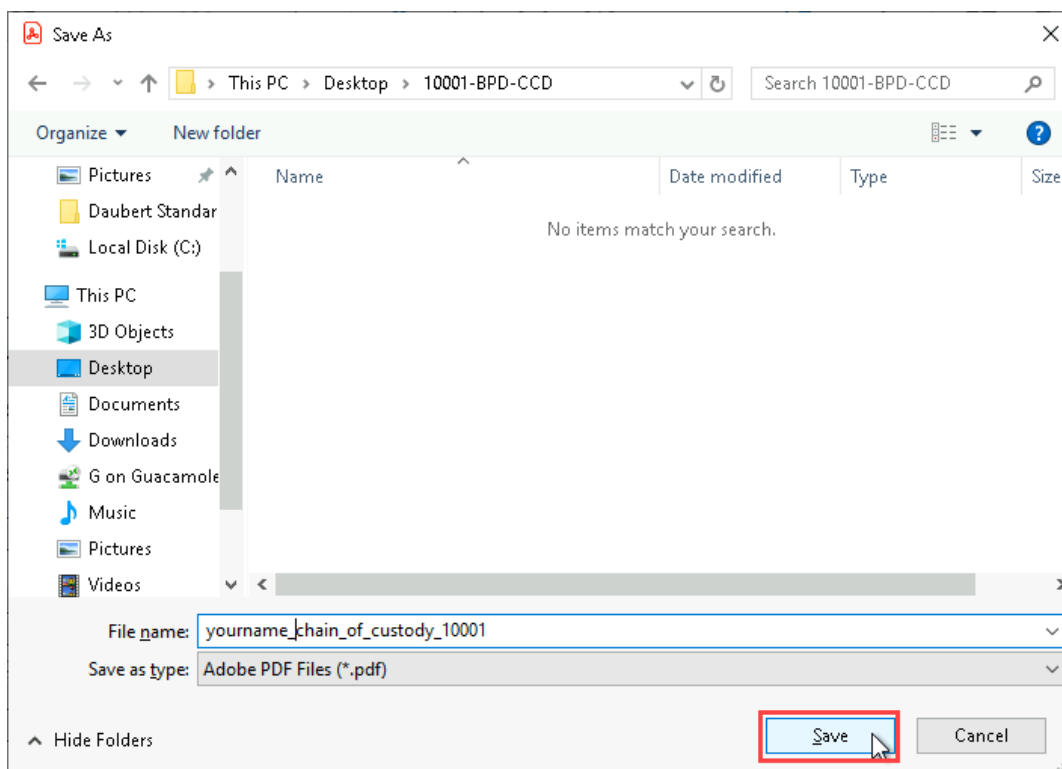 Save As
This PC > Desktop > 10001-BPD-CCD
Search 10001-BPD-CCD
Organize
New folder
?
Name
Date modified
Type
Size
No items match your search.
Pictures
Daubert Standar
Local Disk (C:)
This PC
3D Objects
Desktop
Documents
Downloads
G on Guacamole
Music
Pictures
Videos
File name: yourname_chain_of_custody_10001
Save as type: Adobe PDF Files (*.pdf)
Hide Folders
Save
Cancel